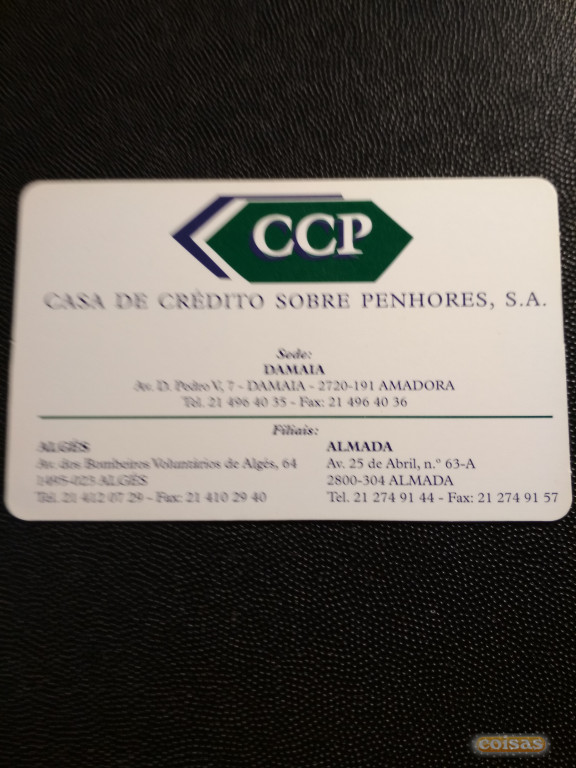 CCP
CASA DE CRÉDITO SOBRE PENHORES, S.A.
Sede:
DAMAIA
Av. D. Pedro V, 7 - DAMAIA - 2720-191 AMADORA
Tel. 21 496 40 35 - Fax: 21 496 40 36
Filiais:
ALGÉS
Av. dos Bombeiros Voluntários de Algés, 64
1495-023 ALGÉS
Tel. 21 412 07 29 - Fax: 21 410 29 40
ALMADA
Av. 25 de Abril, n.º 63-A
2800-304 ALMADA
Tel. 21 274 91 44 - Fax: 21 274 91 57
coisas